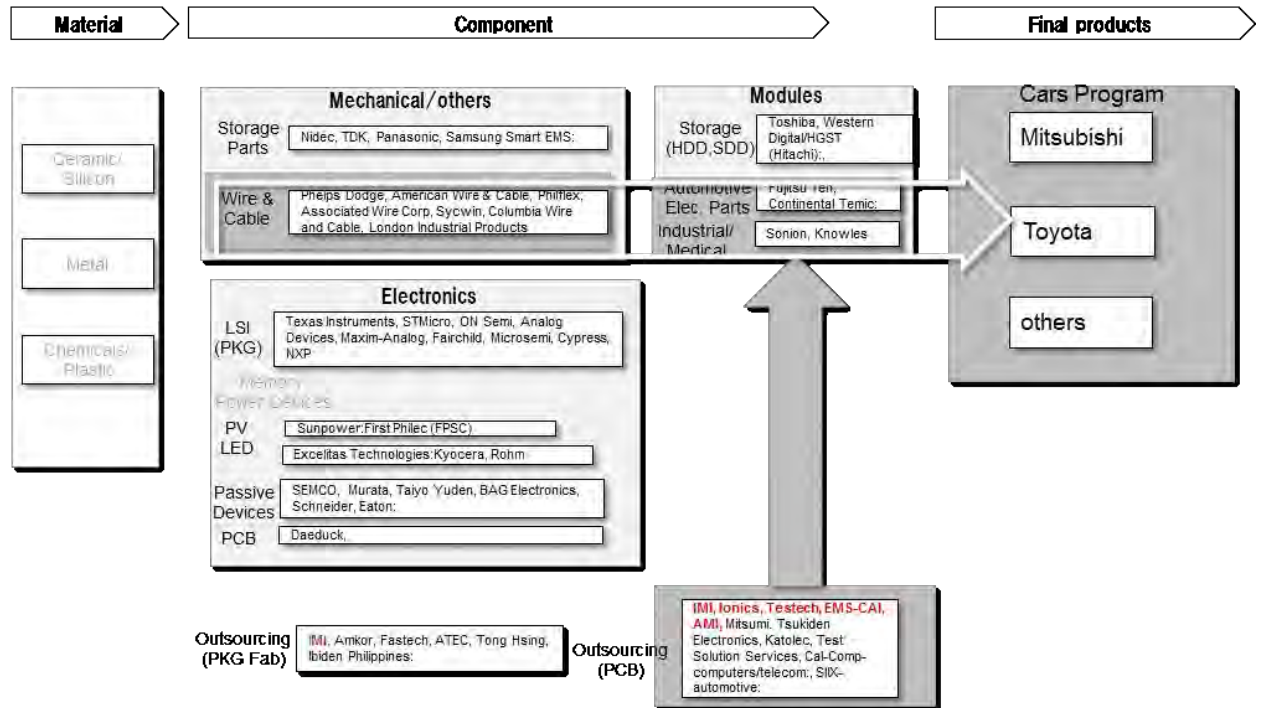 Material
Component
Final products
Ceramic/
Silicon
Metal
Chemicals/
Plastic
Mechanical/others
Storage
Parts
Nidec, TDK, Panasonic, Samsung Smart EMS:
Wire &
Cable
Phelps Dodge, American Wire & Cable, Philflex,
Associated Wire Corp, Sycwin, Columbia Wire
and Cable, London Industrial Products
Modules
Storage
(HDD,SDD)
Toshiba, Western
Digital/HGST
(Hitachi):,
Automotive
Elec. Parts
Fujitsu Ten,
Continental Temic:
Industrial/
Medical
Sonion, Knowles
Cars Program
Mitsubishi
Toyota
others
Electronics
LSI
(PKG)
Texas Instruments, STMicro, ON Semi, Analog
Devices, Maxim-Analog, Fairchild, Microsemi, Cypress,
NXP
Memory
Power Devices
PV
Sunpower:First Philec (FPSC)
LED
Excelitas Technologies:Kyocera, Rohm
Passive
Devices
SEMCO, Murata, Taiyo Yuden, BAG Electronics,
Schneider, Eaton:
PCB
Daeduck,
Outsourcing
(PKG Fab)
IMI, Amkor, Fastech, ATEC, Tong Hsing,
Ibiden Philippines:
Outsourcing
(PCB)
IMI, Ionics, Testech, EMS-CAI,
AMI, Mitsumi, Tsukiden
Electronics, Katolec, Test
Solution Services, Cal-Comp-
computers/telecom:, SIIX-
automotive: